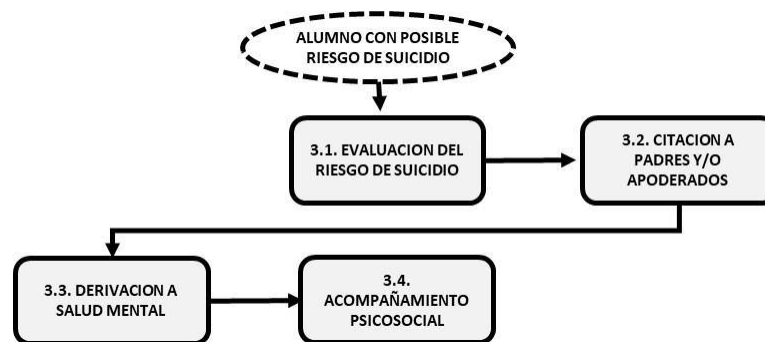 ALUMNO CON POSIBLE
RIESGO DE SUICIDIO
3.1. EVALUACION DEL
RIESGO DE SUICIDIO
3.2. CITACION A
PADRES Y/O
APODERADOS
3.3. DERIVACION A
SALUD MENTAL
3.4.
ACOMPAÑAMIENTO
PSICOSOCIAL